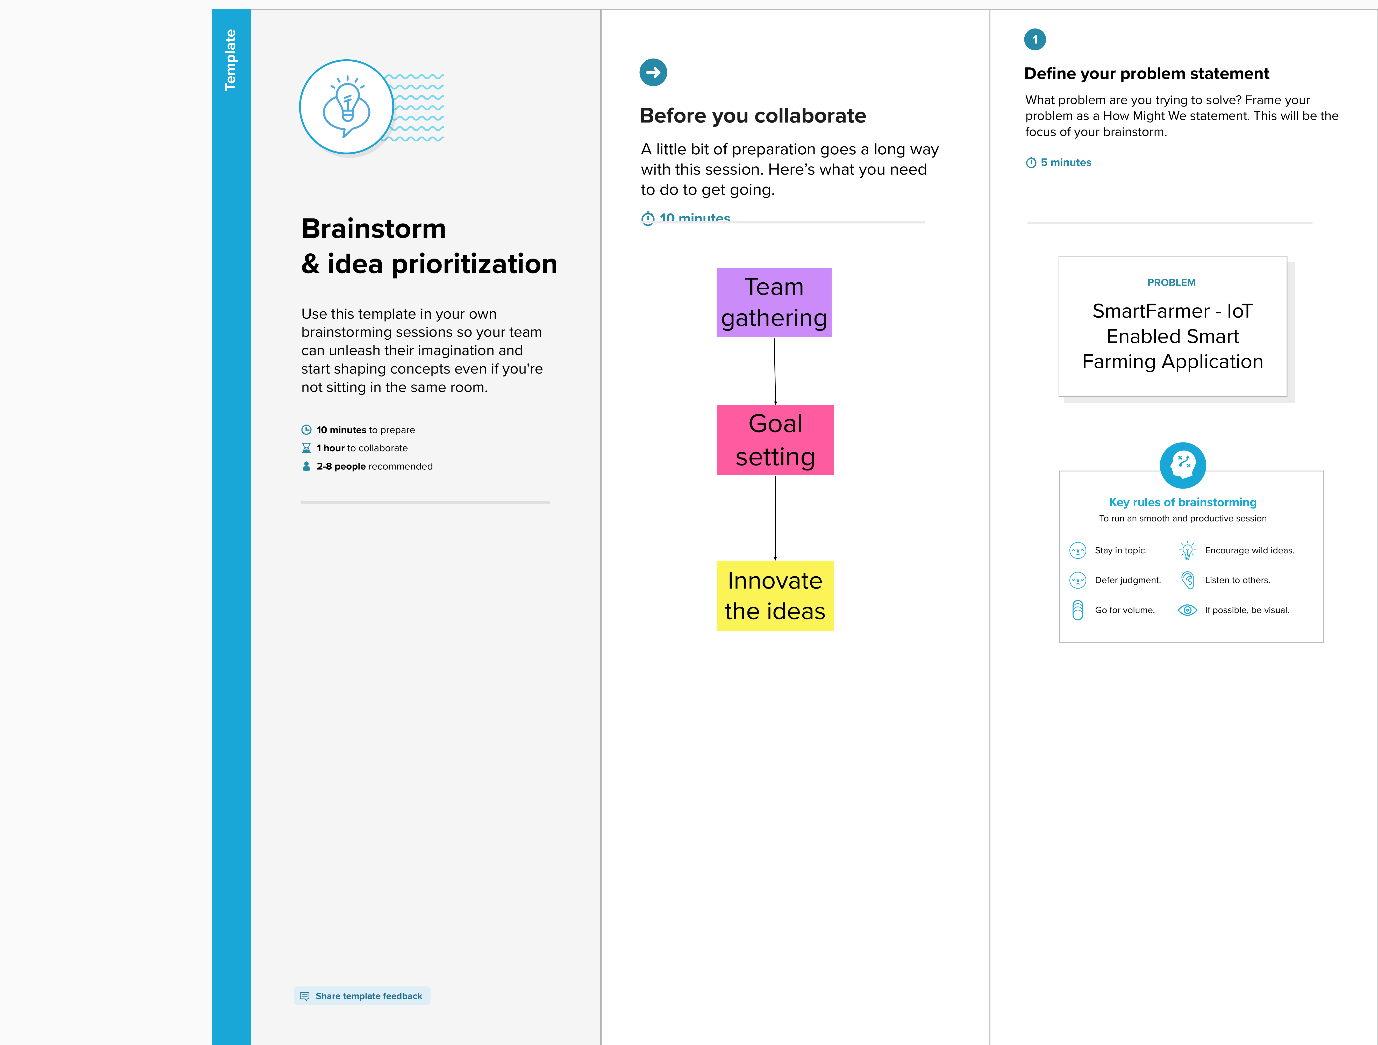 Template
Brainstorm
& idea prioritization
Use this template in your own
brainstorming sessions so your team
can unleash their imagination and
start shaping concepts even if you're
not sitting in the same room.
10 minutes to prepare
1 hour to collaborate
2-8 people recommended
Share template feedback
Before you collaborate
A little bit of preparation goes a long way
with this session. Here's what you need
to do to get going.
10 minutes
Team
gathering
Goal
setting
Innovate
the ideas
1
Define your problem statement
What problem are you trying to solve? Frame your
problem as a How Might We statement. This will be the
focus of your brainstorm.
5 minutes
PROBLEM
SmartFarmer - IoT
Enabled Smart
Farming Application
Key rules of brainstorming
To run an smooth and productive session
Stay in topic.
Encourage wild ideas.
Defer judgment.
Listen to others.
Go for volume.
If possible, be visual.